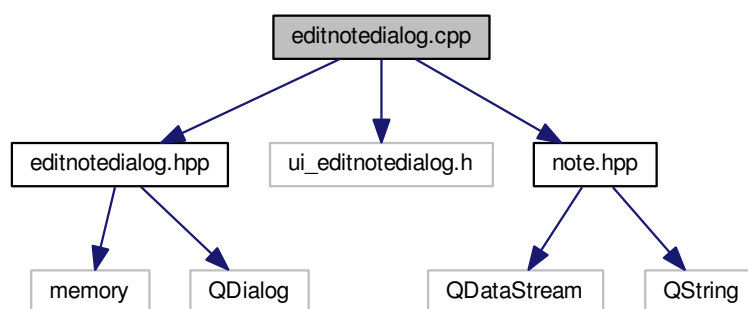 editnotedialog.cpp
editnotedialog.hpp
ui_editnotedialog.h
note.hpp
memory
QDialog
QDataStream
QString